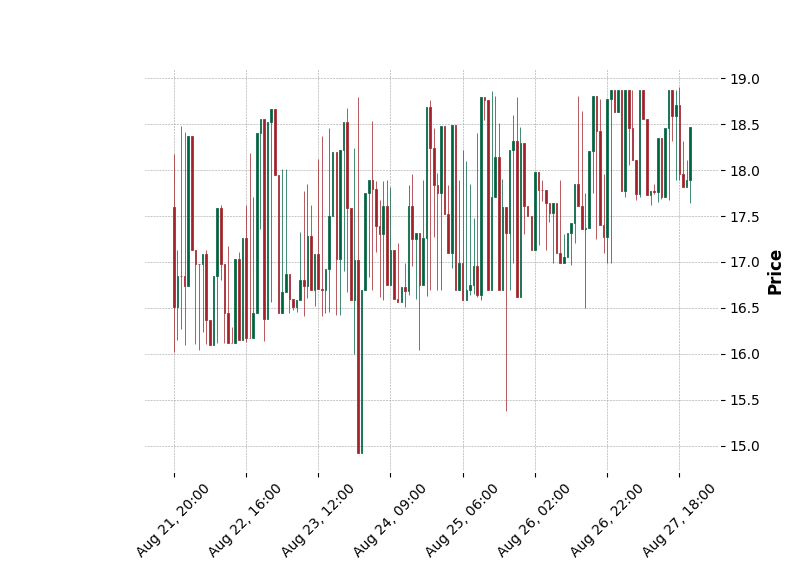 19.0
18.5
18.0
17.5
17.0
16.5
16.0
15.5
15.0
Price
Aug 21, 20:00
Aug 22, 16:00
Aug 23, 12:00
Aug 24, 09:00
Aug 25, 06:00
Aug 26, 02:00
Aug 26, 22:00
Aug 27, 18:00